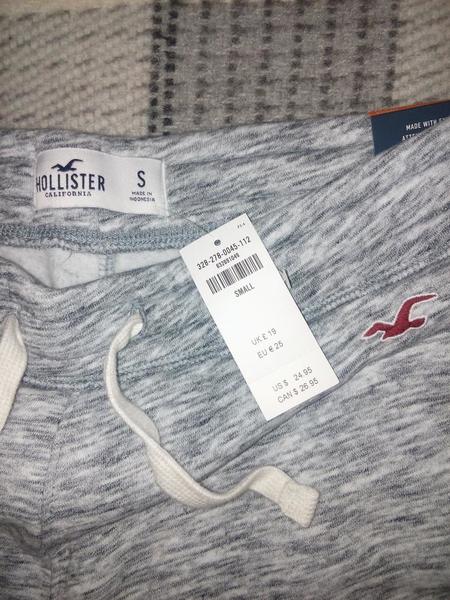 HOLLISTER
CALIFORNIA
S
MADE IN
INDONESIA
MADE WITH
328-278-0045-112
SMALL
UK £ 19
EU € 25
US $ 24.95
CAN $ 26.95